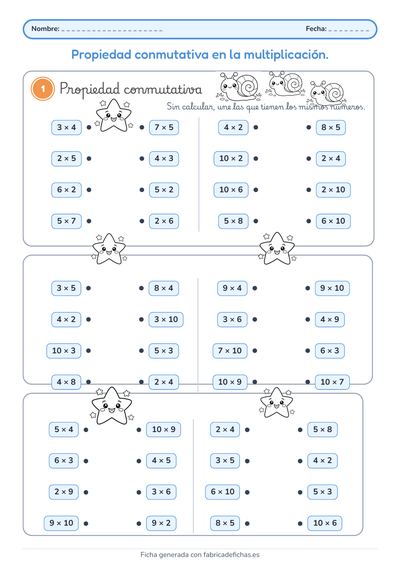 Nombre: Fecha:
Propiedad conmutativa en la multiplicación.
1 Propiedad conmutativa
Sin calcular, une las que tienen los mismos números.
3 × 4 7 × 5 4 × 2 8 × 5
2 × 5 4 × 3 10 × 2 2 × 4
6 × 2 5 × 2 10 × 6 2 × 10
5 × 7 2 × 6 5 × 8 6 × 10
3 × 5 8 × 4 9 × 4 9 × 10
4 × 2 3 × 10 3 × 6 4 × 9
10 × 3 5 × 3 7 × 10 6 × 3
4 × 8 2 × 4 10 × 9 10 × 7
5 × 4 10 × 9 2 × 4 5 × 8
6 × 3 4 × 5 3 × 5 4 × 2
2 × 9 3 × 6 6 × 10 5 × 3
9 × 10 9 × 2 8 × 5 10 × 6
Ficha generada con fabricadefichas.es